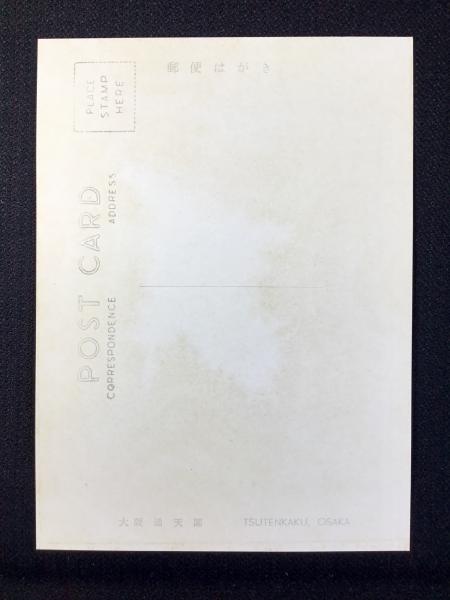 郵便はがき
PLACE
STAMP
HERE
POST CARD
CORRESPONDENCE
ADDRESS
大阪通天閣
TSUTENKAKU, OSAKA